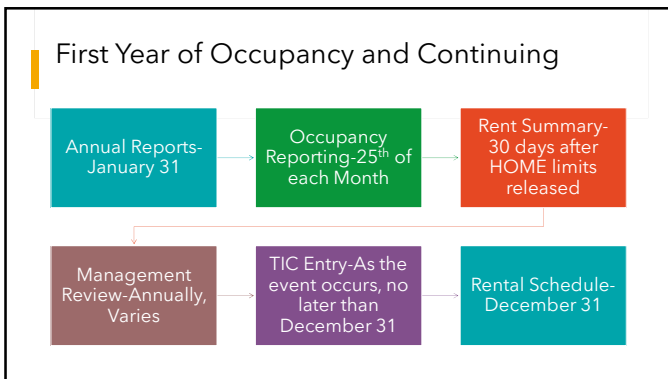 First Year of Occupancy and Continuing
Annual Reports-
January 31
Occupancy
Reporting-25th of
each Month
Rent Summary-
30 days after
HOME limits
released
Management
Review-Annually,
Varies
TIC Entry-As the
event occurs, no
later than
December 31
Rental Schedule-
December 31